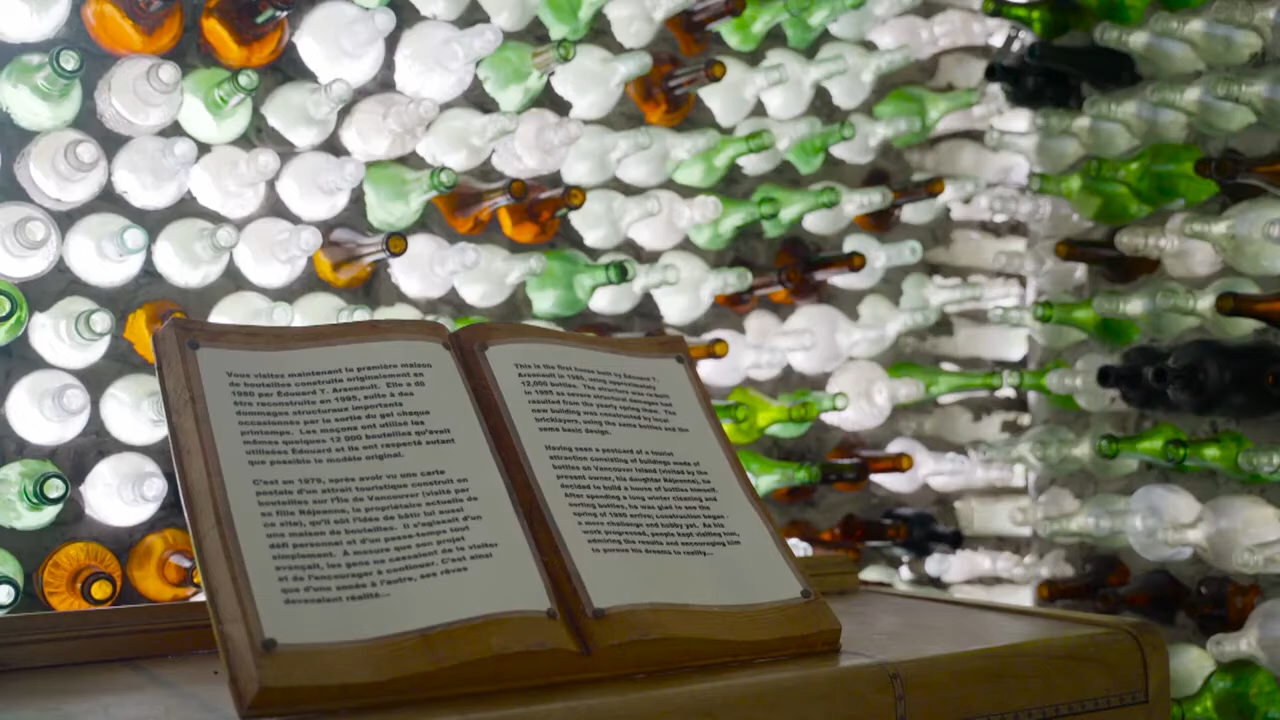 Vous visitez maintenant la première maison
de bouteilles construite originalement en
1980 par Édouard T. Arsenault. Elle a dû
être reconstruite en 1995, suite à des
dommages structuraux importants
occasionnés par la sortie du gel chaque
printemps. Les maçons ont utilisé les
mêmes quelques 12 000 bouteilles qu'avait
utilisées Édouard et ils ont respecté autant
que possible le modèle original.
C'est en 1979, après avoir vu une carte
postale d'un attrait touristique construit en
bouteilles sur l'île de Vancouver (visité par
sa fille Réjeanne, la propriétaire actuelle de
ce site), qu'il eût l'idée de bâtir lui aussi
une maison de bouteilles. Il s'agissait d'un
défi personnel et d'un passe-temps tout
simplement. À mesure que son projet
avançait, les gens ne cessaient de le visiter
et de l'encourager à continuer. C'est ainsi
que d'une année à l'autre, ses rêves
devenaient réalité...
This is the first house built by Édouard T.
Arsenault in 1980, using approximately
12,000 bottles. The structure was rebuilt
in 1995 as severe structural damages had
resulted from the yearly spring thaw. The
new building was constructed by local
bricklayers, using the same bottles and the
same basic design.
Having seen a postcard of a tourist
attraction consisting of buildings made of
bottles on Vancouver Island (visited by the
present owner, his daughter Réjeanne), he
decided to build a house of bottles himself.
After spending a long winter cleaning and
sorting bottles, he was glad to see the
spring of 1980 arrive; construction began -
a mere challenge and hobby yet. As his
work progressed, people kept visiting him,
admiring the results and encouraging him
to pursue his dreams to reality...